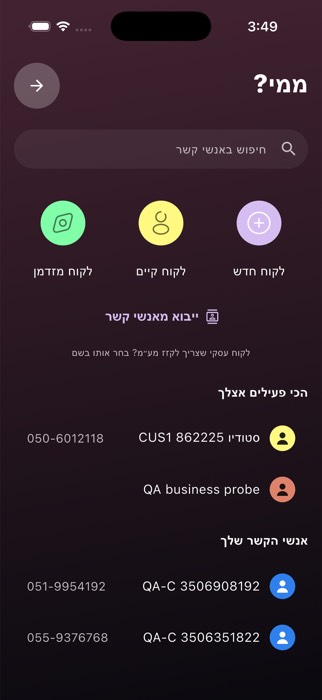 3:49
ממי?
חיפוש באנשי קשר
לקוח חדש
לקוח קיים
לקוח מזדמן
ייבוא מאנשי קשר
לקוח עסקי שצריך לקזז מע״מ? בחר אותו בשם
הכי פעילים אצלך
סטודיו CUS1 862225
050-6012118
QA business probe
אנשי הקשר שלך
QA-C 3506908192
051-9954192
QA-C 3506351822
055-9376768